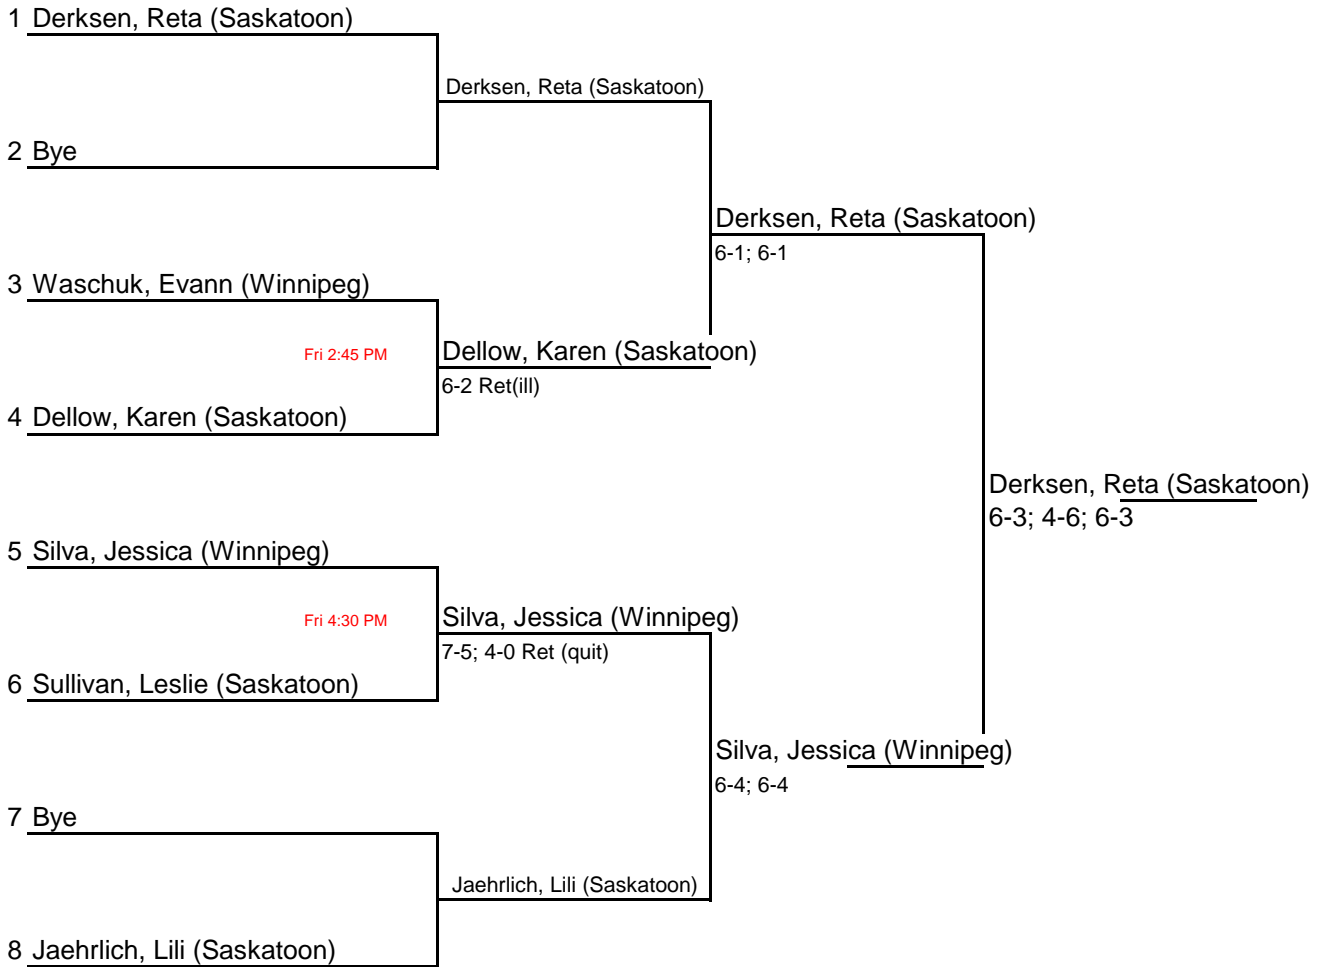 1 Derksen, Reta (Saskatoon)
Derksen, Reta (Saskatoon)
2 Bye
Derksen, Reta (Saskatoon)
6-1; 6-1
3 Waschuk, Evann (Winnipeg)
Fri 2:45 PM
Dellow, Karen (Saskatoon)
6-2 Ret(ill)
4 Dellow, Karen (Saskatoon)
Derksen, Reta (Saskatoon)
6-3; 4-6; 6-3
5 Silva, Jessica (Winnipeg)
Fri 4:30 PM
Silva, Jessica (Winnipeg)
7-5; 4-0 Ret (quit)
6 Sullivan, Leslie (Saskatoon)
Silva, Jessica (Winnipeg)
6-4; 6-4
7 Bye
Jaehrlich, Lili (Saskatoon)
8 Jaehrlich, Lili (Saskatoon)